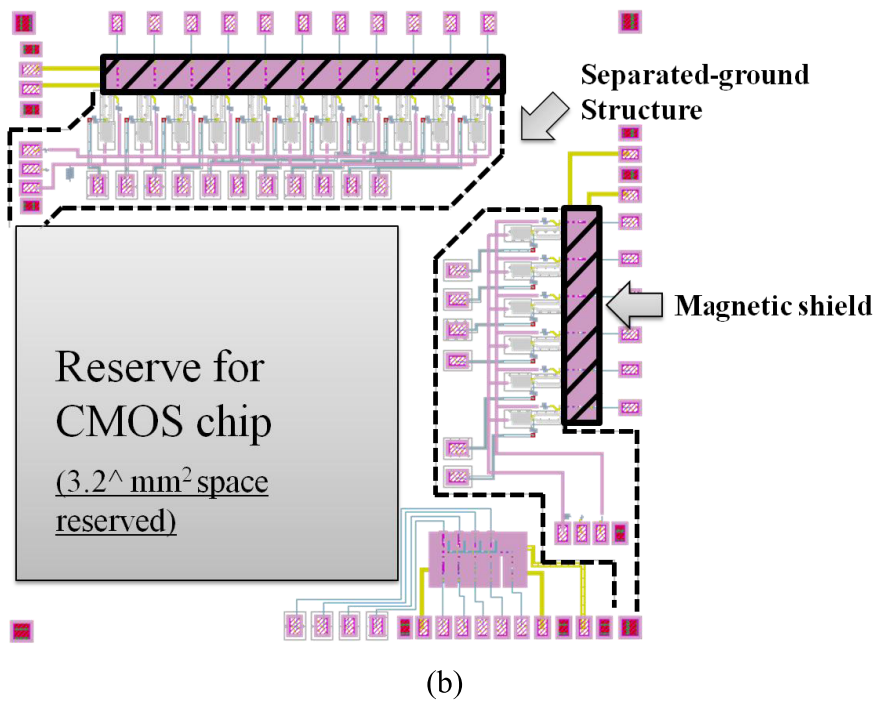 Separated-ground
Structure
Magnetic shield
Reserve for
CMOS chip
(3.2^ mm² space
reserved)
(b)